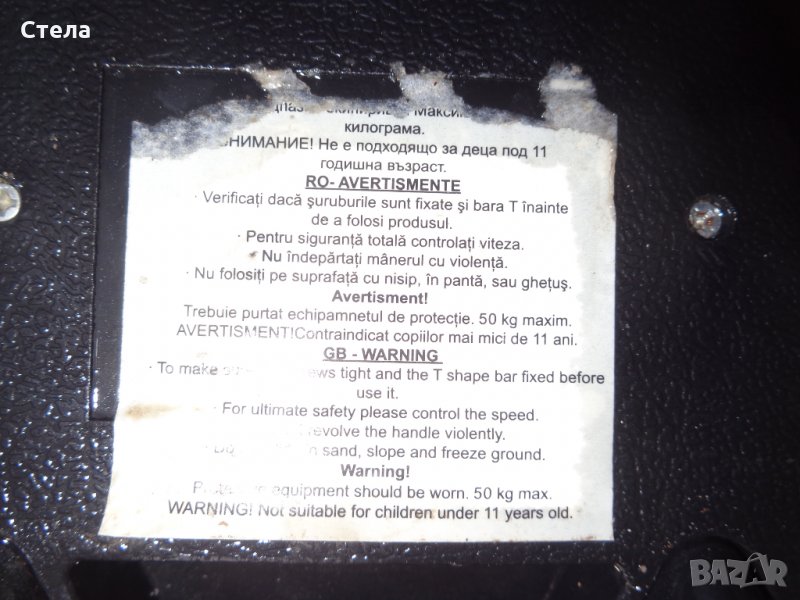 Стела
килограма.
ВНИМАНИЕ! Не е подходящо за деца под 11
годишна възраст.
RO- AVERTISMENTE
· Verificați dacă şuruburile sunt fixate şi bara T înainte
de a folosi produsul.
· Pentru siguranță totală controlați viteza.
· Nu îndepărtați mânerul cu violență.
· Nu folosiți pe suprafață cu nisip, în pantă, sau ghețuş.
Avertisment!
Trebuie purtat echipamnetul de protecție. 50 kg maxim.
AVERTISMENT!Contraindicat copiilor mai mici de 11 ani.
GB - WARNING
· To make tight and the T shape bar fixed before
use it.
· For ultimate safety please control the speed.
revolve the handle violently.
sand, slope and freeze ground.
Warning!
equipment should be worn. 50 kg max.
WARNING! Not suitable for children under 11 years old.
BAZAR